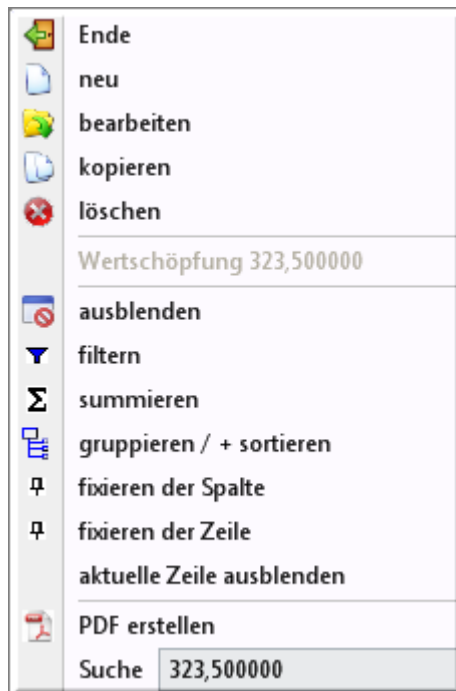 Ende
neu
bearbeiten
kopieren
löschen
Wertschöpfung 323,500000
ausblenden
filtern
summieren
gruppieren / + sortieren
fixieren der Spalte
fixieren der Zeile
aktuelle Zeile ausblenden
PDF erstellen
Suche 323,500000